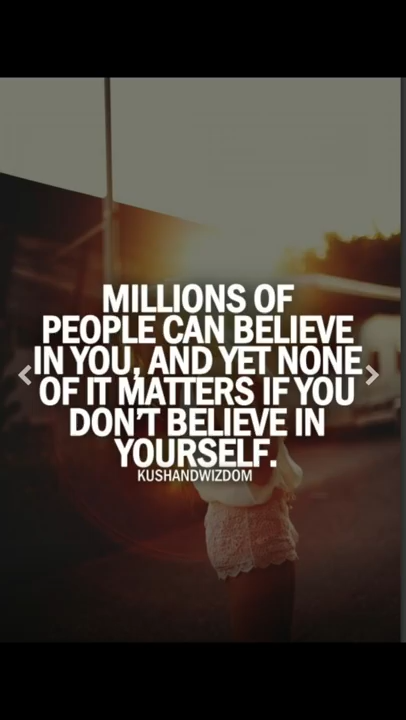 MILLIONS OF
PEOPLE CAN BELIEVE
IN YOU, AND YET NONE
OF IT MATTERS IF YOU
DON'T BELIEVE IN
YOURSELF.
KUSHANDWIZDOM